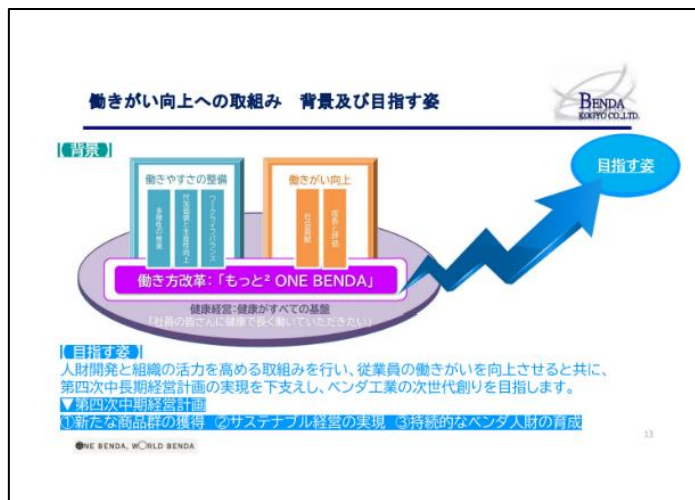 働きがい向上への取組み 背景及び目指す姿
BENDA
KOGYO CO.,LTD.
【背景】
目指す姿
働きやすさの整備
働きがい向上
多様性の推進
付加価値と生産性向上
ワークライフバランス
社会貢献
成長と評価
働き方改革:「もっと² ONE BENDA」
健康経営:健康がすべての基盤
「社員の皆さんに健康で長く働いていただきたい」
【目指す姿】
人財開発と組織の活力を高める取組みを行い、従業員の働きがいを向上させると共に、
第四次中長期経営計画の実現を下支えし、ベンダ工業の次世代創りを目指します。
▼第四次中期経営計画
①新たな商品群の獲得 ②サステナブル経営の実現 ③持続的なベンダ人財の育成
ONE BENDA, WORLD BENDA
13